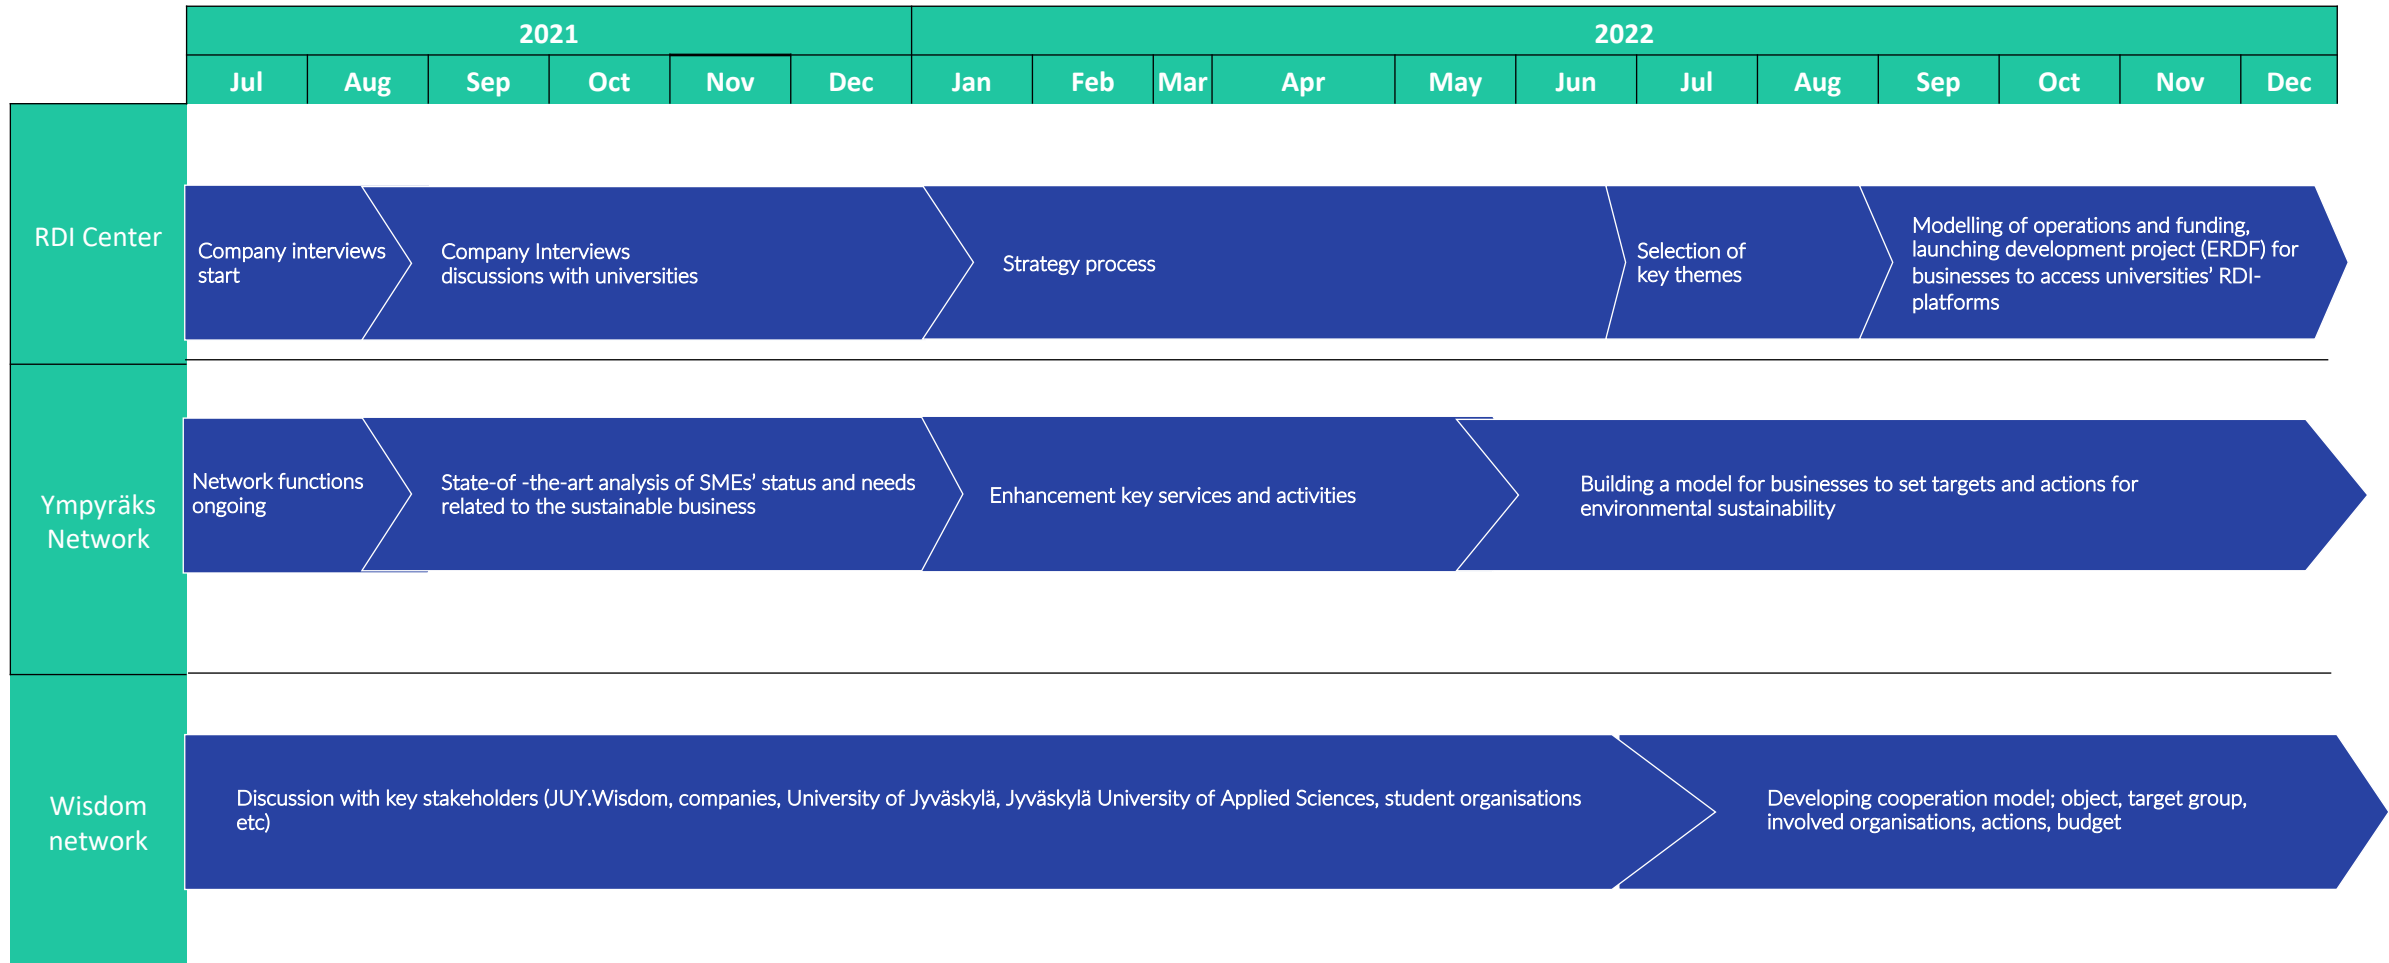 2021
2022
Jul Aug Sep Oct Nov Dec Jan Feb Mar Apr May Jun Jul Aug Sep Oct Nov Dec
RDI Center
Company interviews
start
Company Interviews
discussions with universities
Strategy process
Selection of
key themes
Modelling of operations and funding,
launching development project (ERDF) for
businesses to access universities’ RDI-
platforms
Ympyräks
Network
Network functions
ongoing
State-of -the-art analysis of SMEs’ status and needs
related to the sustainable business
Enhancement key services and activities
Building a model for businesses to set targets and actions for
environmental sustainability
Wisdom
network
Discussion with key stakeholders (JUY.Wisdom, companies, University of Jyväskylä, Jyväskylä University of Applied Sciences, student organisations
etc)
Developing cooperation model; object, target group,
involved organisations, actions, budget